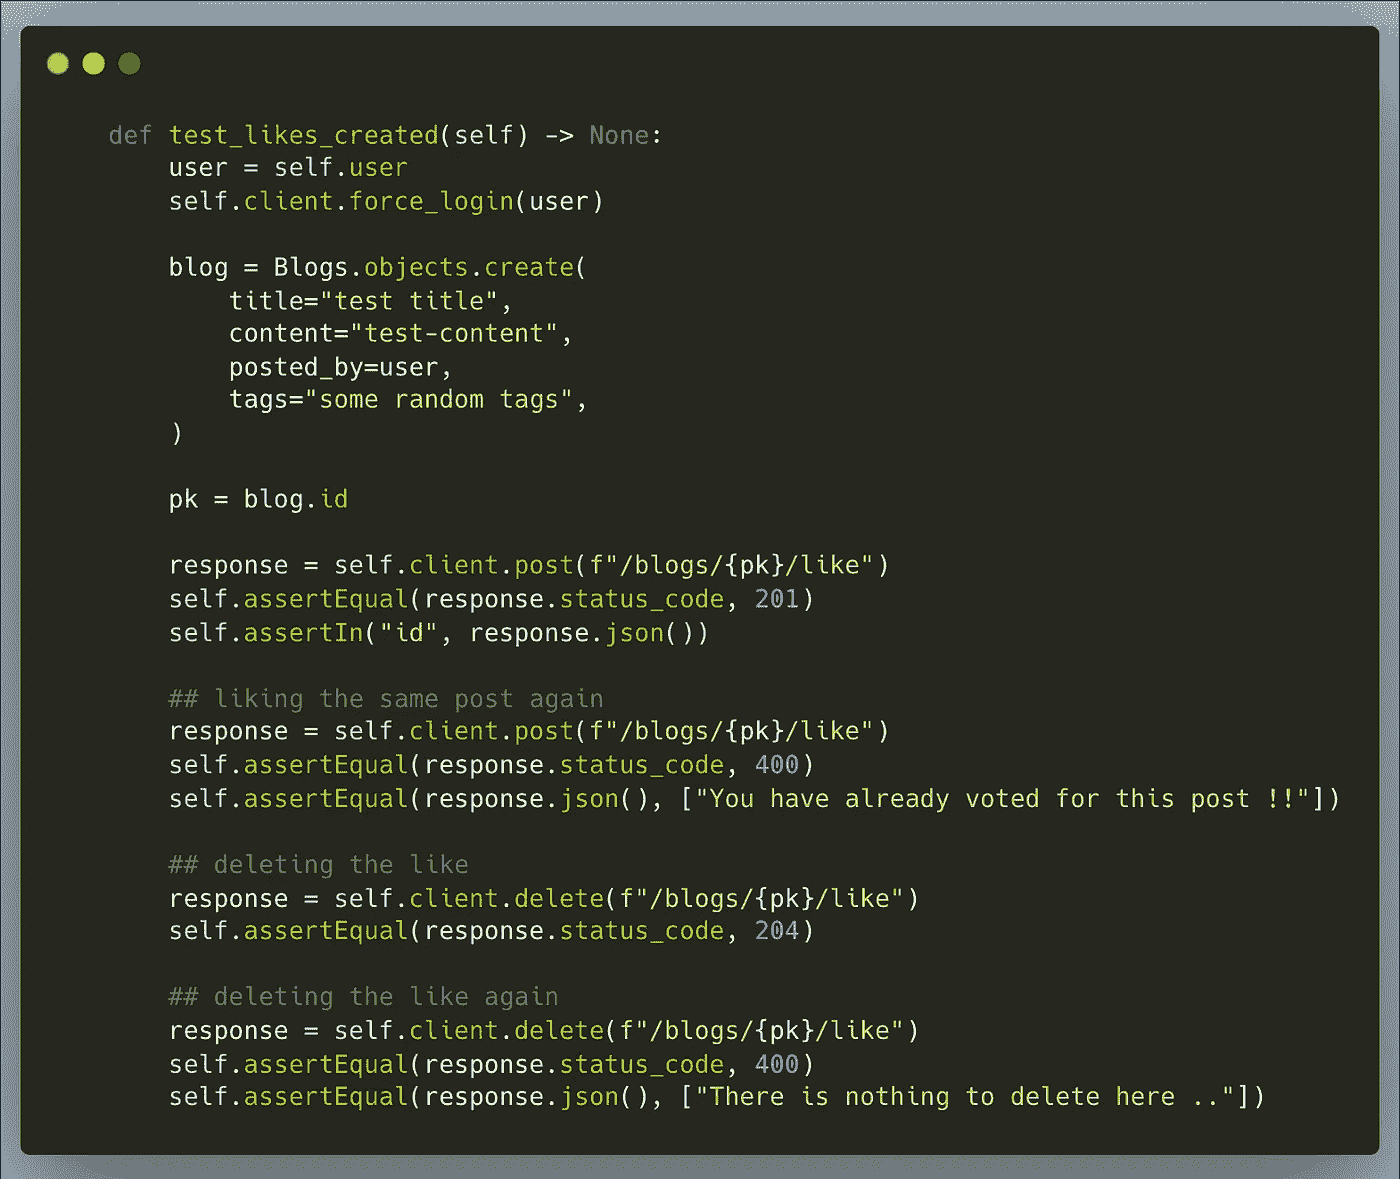 def test_likes_created(self) -> None:
user = self.user
self.client.force_login(user)
blog = Blogs.objects.create(
title="test title",
content="test-content",
posted_by=user,
tags="some random tags",
)
pk = blog.id
response = self.client.post(f"/blogs/{pk}/like")
self.assertEqual(response.status_code, 201)
self.assertIn("id", response.json())
## liking the same post again
response = self.client.post(f"/blogs/{pk}/like")
self.assertEqual(response.status_code, 400)
self.assertEqual(response.json(), ["You have already voted for this post !!"])
## deleting the like
response = self.client.delete(f"/blogs/{pk}/like")
self.assertEqual(response.status_code, 204)
## deleting the like again
response = self.client.delete(f"/blogs/{pk}/like")
self.assertEqual(response.status_code, 400)
self.assertEqual(response.json(), ["There is nothing to delete here .."])